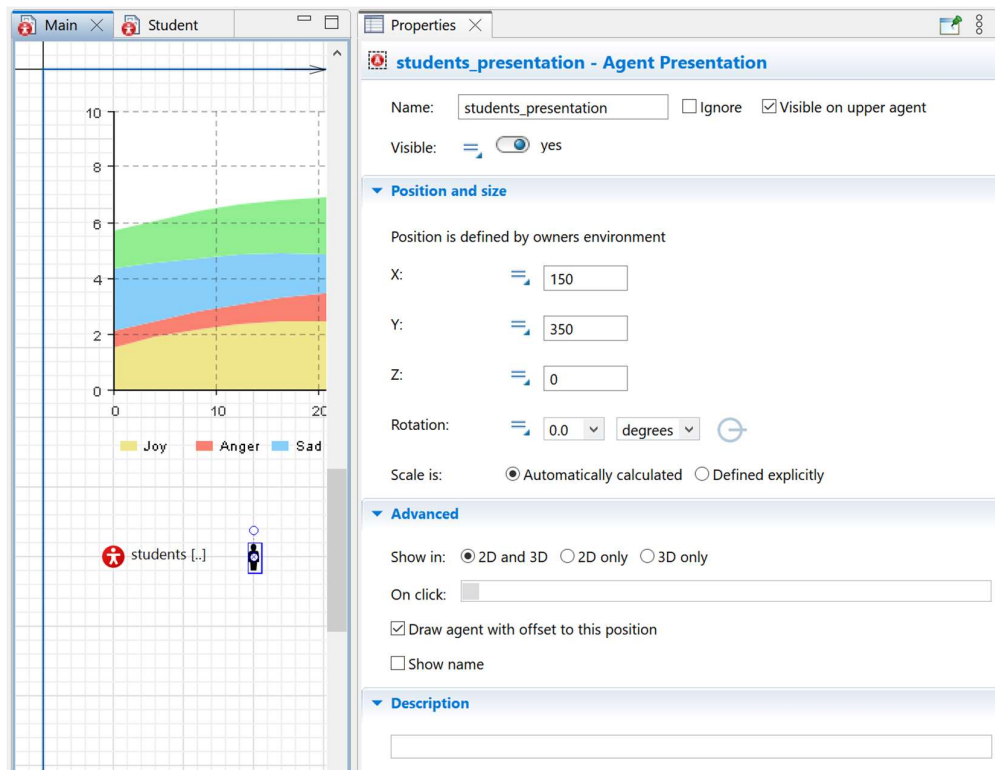 Main
Student
10
8
6
4
2
0
0 10 20
Joy Anger Sad
students [..]
Properties
students_presentation - Agent Presentation
Name: students_presentation Ignore Visible on upper agent
Visible: yes
Position and size
Position is defined by owners environment
X: 150
Y: 350
Z: 0
Rotation: 0.0 degrees
Scale is: Automatically calculated Defined explicitly
Advanced
Show in: 2D and 3D 2D only 3D only
On click:
Draw agent with offset to this position
Show name
Description